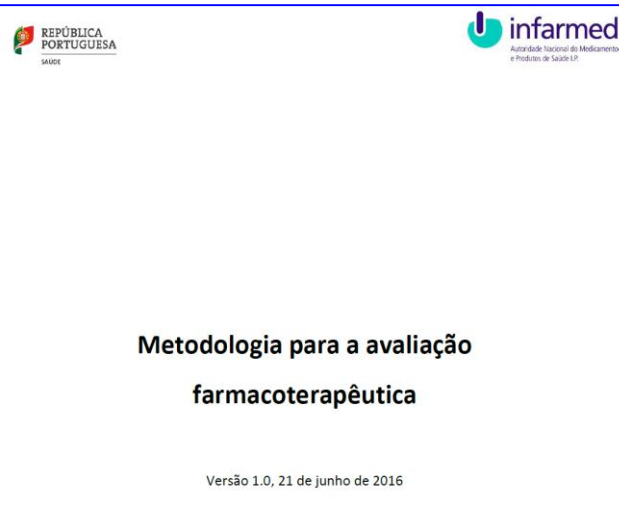 REPÚBLICA
PORTUGUESA
SAÚDE
infarmed
Autoridade Nacional do Medicamento
e Produtos de Saúde I.P.
Metodologia para a avaliação
farmacoterapêutica
Versão 1.0, 21 de junho de 2016